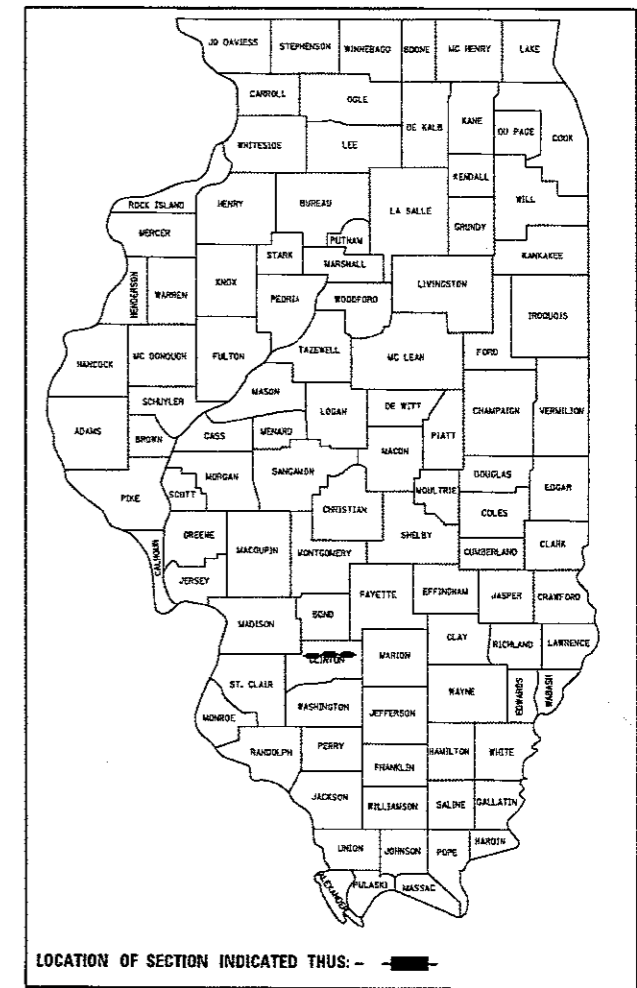 JO DAVIESS STEPHENSON WINNEBAGO BOONE MC HENRY LAKE
CARROLL OGLE
DE KALB KANE DU PAGE COOK
WHITESIDE LEE
KENDALL
ROCK ISLAND HENRY BUREAU LA SALLE WILL
MERCER PUTNAM GRUNDY
STARK MARSHALL KANKAKEE
HENDERSON WARREN KNOX PEORIA WOODFORD LIVINGSTON IROQUOIS
HANCOCK MC DONOUGH FULTON TAZEWELL MC LEAN FORD
MASON
SCHUYLER LOGAN DE WITT CHAMPAIGN VERMILION
ADAMS BROWN CASS MENARD MACON PIATT
MORGAN SANGAMON DOUGLAS
PIKE SCOTT CHRISTIAN MOULTRIE EDGAR
COLES
GREENE MACOUPIN SHELBY
CALHOUN MONTGOMERY CUMBERLAND CLARK
JERSEY FAYETTE EFFINGHAM JASPER CRAWFORD
MADISON BOND
CLAY RICHLAND LAWRENCE
CLINTON MARION
ST. CLAIR WAYNE EDWARDS WABASH
WASHINGTON JEFFERSON
MONROE
RANDOLPH PERRY HAMILTON WHITE
FRANKLIN
JACKSON WILLIAMSON SALINE GALLATIN
UNION JOHNSON POPE HARDIN
ALEXANDER PULASKI MASSAC
LOCATION OF SECTION INDICATED THUS: -